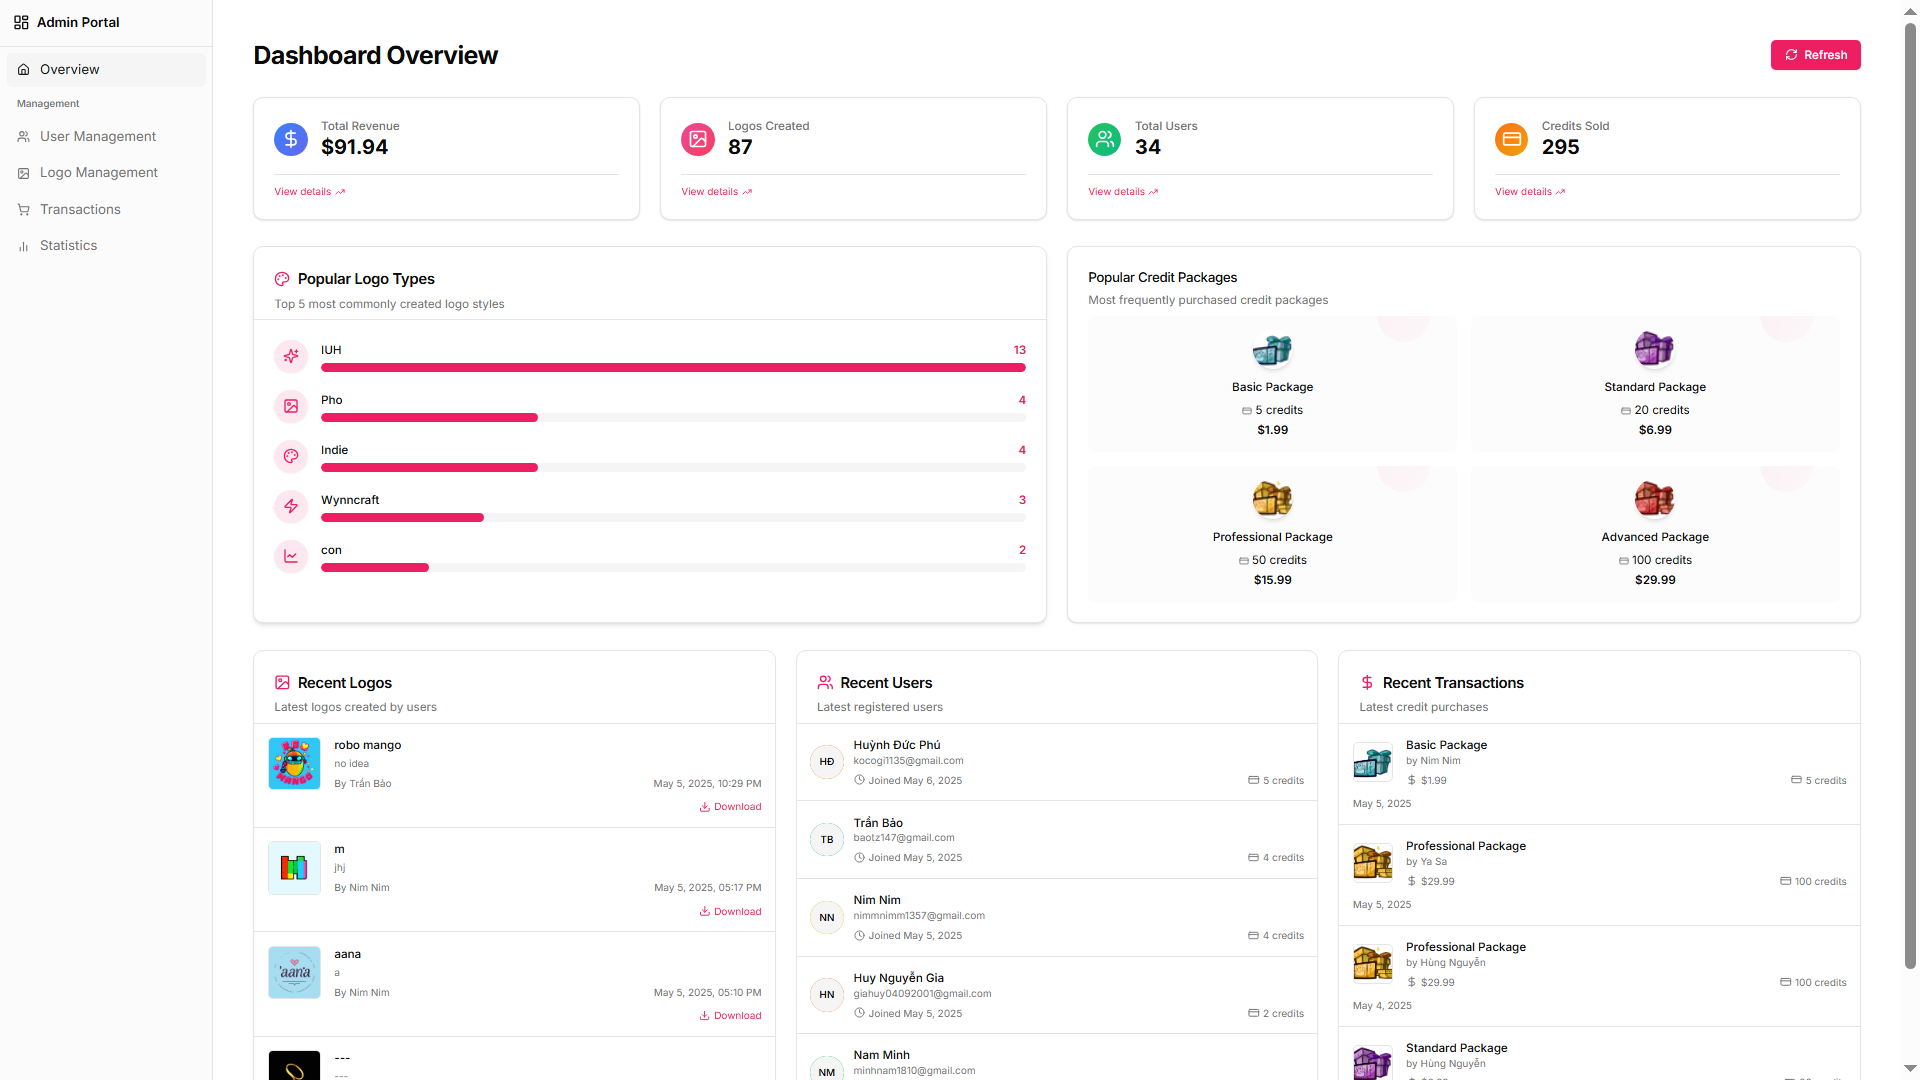 Admin Portal
Overview
Management
User Management
Logo Management
Transactions
Statistics
Dashboard Overview
Refresh
Total Revenue
$91.94
View details
Logos Created
87
View details
Total Users
34
View details
Credits Sold
295
View details
Popular Logo Types
Top 5 most commonly created logo styles
IUH 13
Pho 4
Indie 4
Wynncraft 3
con 2
Popular Credit Packages
Most frequently purchased credit packages
Basic Package
5 credits
$1.99
Standard Package
20 credits
$6.99
Professional Package
50 credits
$15.99
Advanced Package
100 credits
$29.99
Recent Logos
Latest logos created by users
robo mango
no idea
By Trần Bảo May 5, 2025, 10:29 PM
Download
MANGO
m
jhj
By Nim Nim May 5, 2025, 05:17 PM
Download
aana
a
By Nim Nim May 5, 2025, 05:10 PM
Download
'aana
---
---
Recent Users
Latest registered users
HĐ
Huỳnh Đức Phú
kocogi1135@gmail.com
Joined May 6, 2025 5 credits
TB
Trần Bảo
baotz147@gmail.com
Joined May 5, 2025 4 credits
NN
Nim Nim
nimmnimm1357@gmail.com
Joined May 5, 2025 4 credits
HN
Huy Nguyễn Gia
giahuy04092001@gmail.com
Joined May 5, 2025 2 credits
NM
Nam Minh
minhnam1810@gmail.com
Recent Transactions
Latest credit purchases
Basic Package
by Nim Nim
$1.99 5 credits
May 5, 2025
Professional Package
by Ya Sa
$29.99 100 credits
May 5, 2025
Professional Package
by Hùng Nguyễn
$29.99 100 credits
May 4, 2025
Standard Package
by Hùng Nguyễn